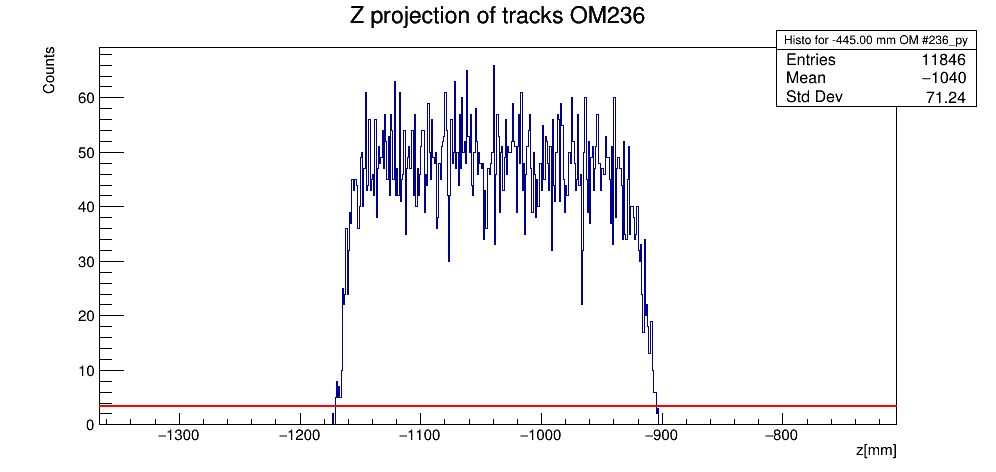 Z projection of tracks OM236
Histo for -445.00 mm OM #236_py
Entries 11846
Mean −1040
Std Dev 71.24
Counts
60
50
40
30
20
10
0
−1300 −1200 −1100 −1000 −900 −800
z[mm]